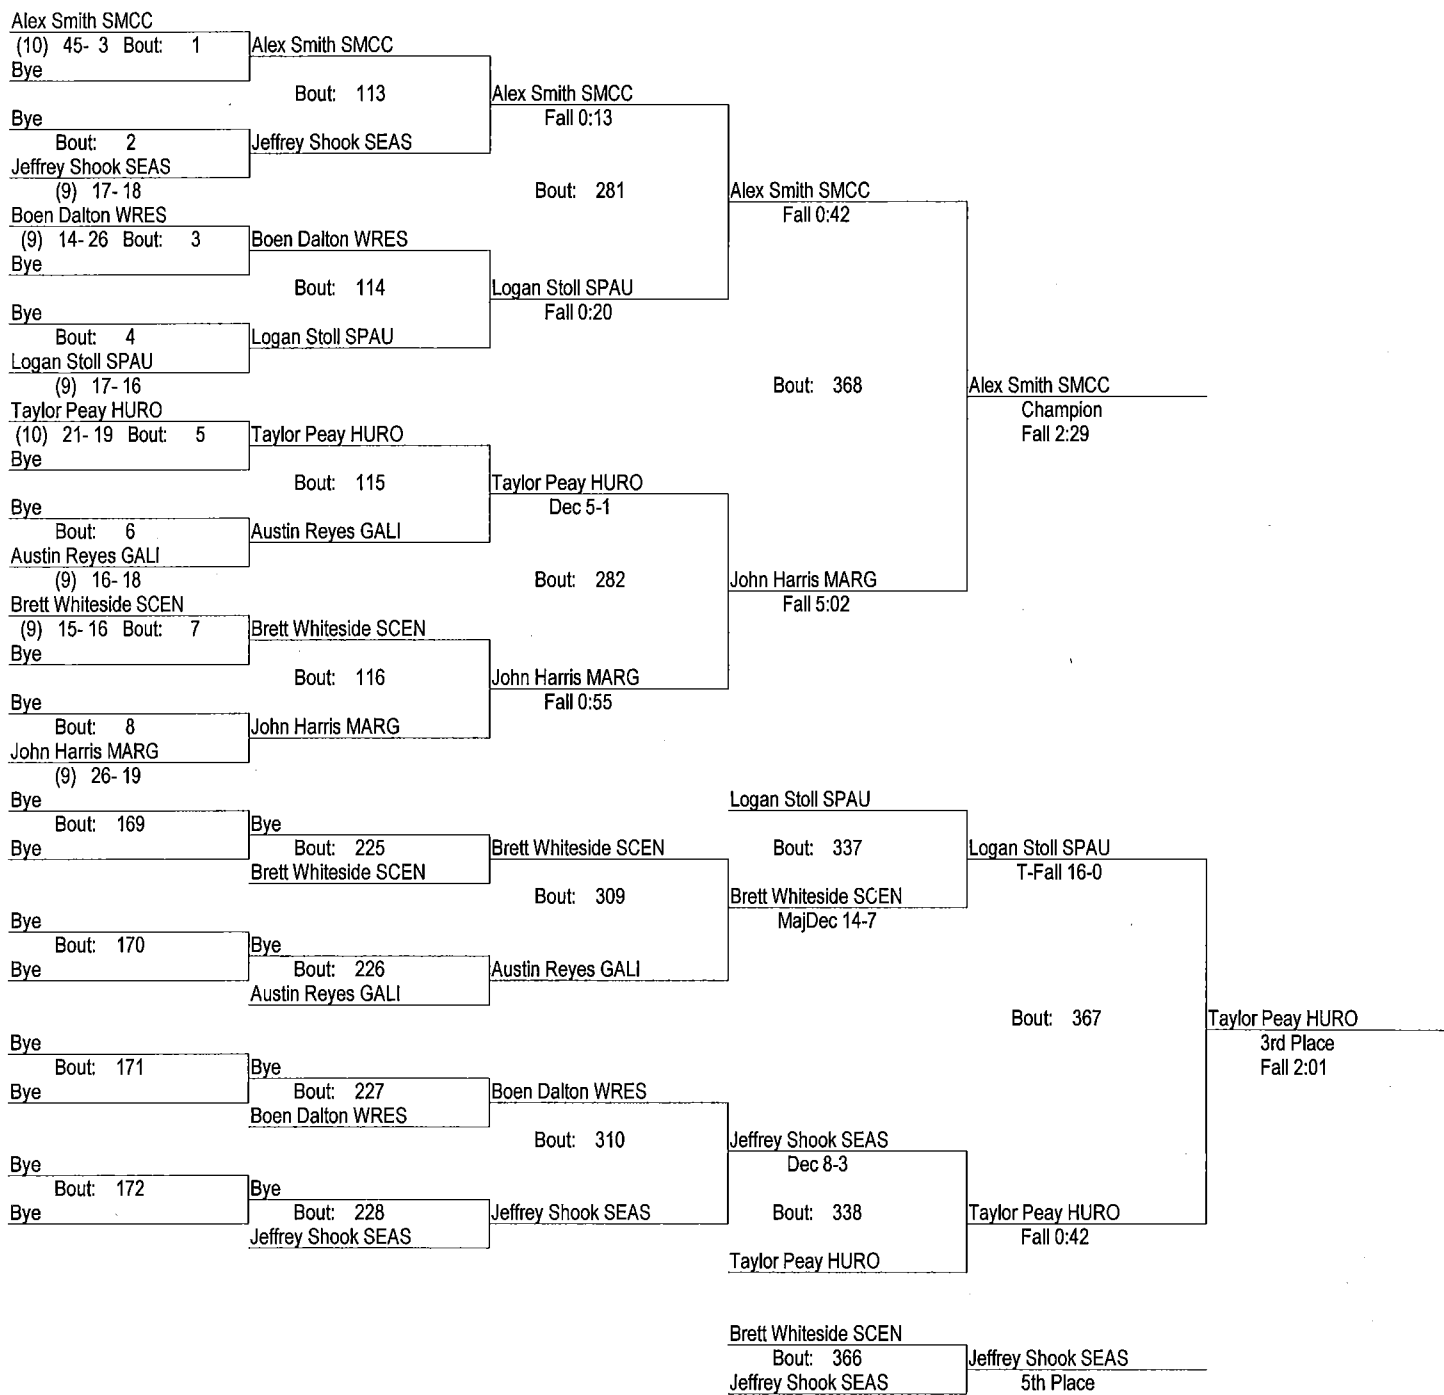 Alex Smith SMCC
(10) 45- 3 Bout: 1
Bye
Alex Smith SMCC
Bout: 113
Bye
Bout: 2
Jeffrey Shook SEAS
(9) 17- 18
Jeffrey Shook SEAS
Alex Smith SMCC
Fall 0:13
Bout: 281
Boen Dalton WRES
(9) 14- 26 Bout: 3
Bye
Boen Dalton WRES
Bout: 114
Bye
Bout: 4
Logan Stoll SPAU
(9) 17- 16
Logan Stoll SPAU
Logan Stoll SPAU
Fall 0:20
Alex Smith SMCC
Fall 0:42
Bout: 368
Taylor Peay HURO
(10) 21- 19 Bout: 5
Bye
Taylor Peay HURO
Bout: 115
Bye
Bout: 6
Austin Reyes GALI
(9) 16- 18
Austin Reyes GALI
Taylor Peay HURO
Dec 5-1
Bout: 282
Brett Whiteside SCEN
(9) 15- 16 Bout: 7
Bye
Brett Whiteside SCEN
Bout: 116
Bye
Bout: 8
John Harris MARG
(9) 26- 19
John Harris MARG
John Harris MARG
Fall 0:55
John Harris MARG
Fall 5:02
Alex Smith SMCC
Champion
Fall 2:29
Bye
Bout: 169
Bye
Bye
Bout: 225
Brett Whiteside SCEN
Brett Whiteside SCEN
Bout: 309
Bye
Bout: 170
Bye
Bye
Bout: 226
Austin Reyes GALI
Austin Reyes GALI
Logan Stoll SPAU
Bout: 337
Brett Whiteside SCEN
MajDec 14-7
Logan Stoll SPAU
T-Fall 16-0
Bout: 367
Bye
Bout: 171
Bye
Bye
Bout: 227
Boen Dalton WRES
Boen Dalton WRES
Bout: 310
Bye
Bout: 172
Bye
Bye
Bout: 228
Jeffrey Shook SEAS
Jeffrey Shook SEAS
Jeffrey Shook SEAS
Dec 8-3
Bout: 338
Taylor Peay HURO
Taylor Peay HURO
Fall 0:42
Taylor Peay HURO
3rd Place
Fall 2:01
Brett Whiteside SCEN
Bout: 366
Jeffrey Shook SEAS
Jeffrey Shook SEAS
5th Place